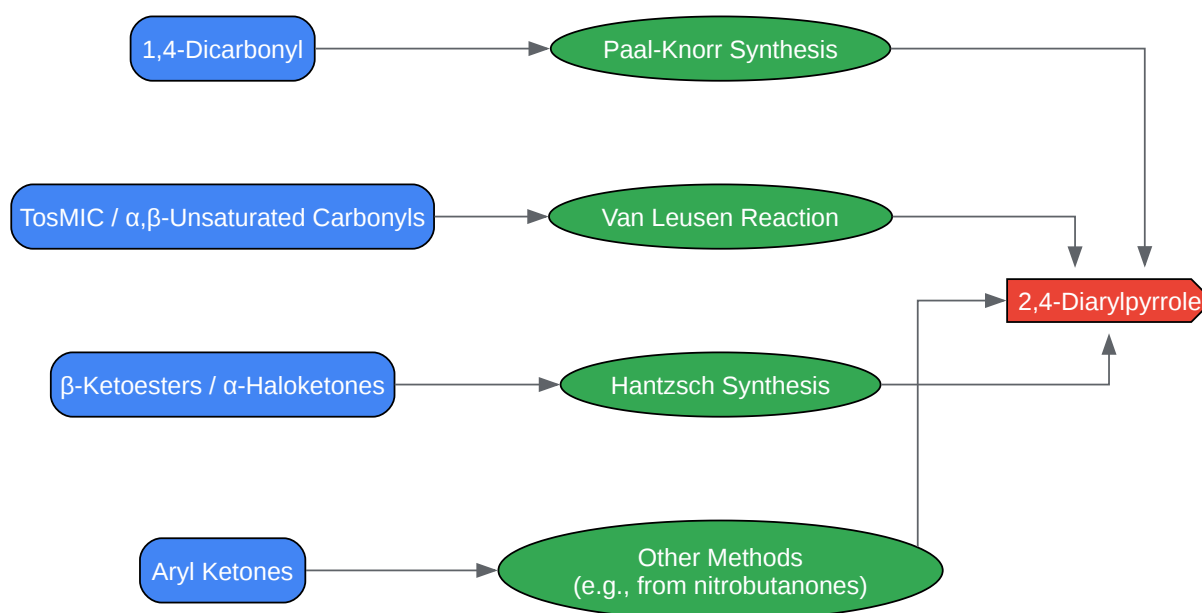 1,4-Dicarbonyl
Paal-Knorr Synthesis
TosMIC / α,β-Unsaturated Carbonyls
Van Leusen Reaction
2,4-Diarylpyrrole
β-Ketoesters / α-Haloketones
Hantzsch Synthesis
Aryl Ketones
Other Methods
(e.g., from nitrobutanones)